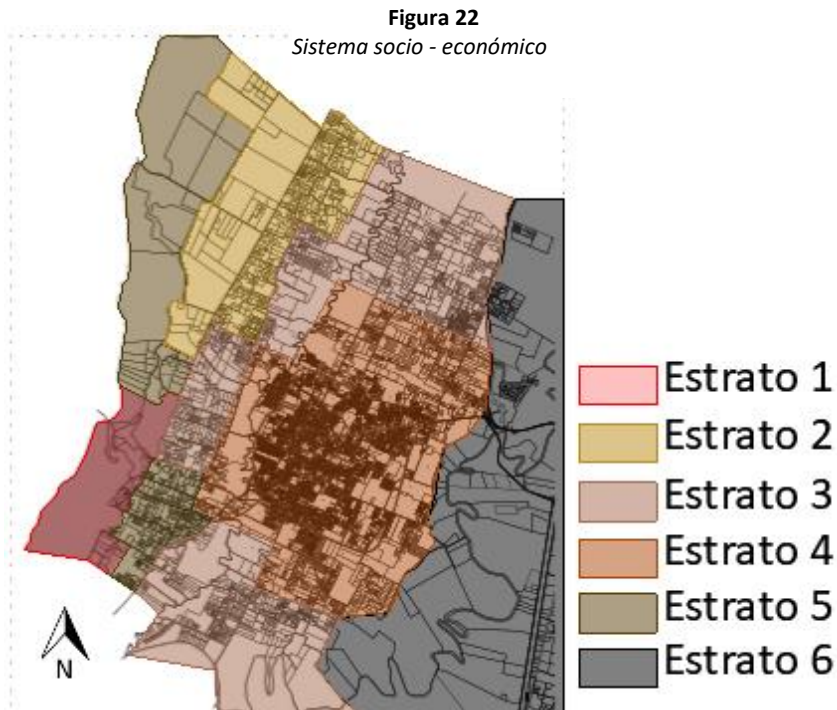 Figura 22
Sistema socio - económico
Estrato 1
Estrato 2
Estrato 3
Estrato 4
Estrato 5
Estrato 6
N